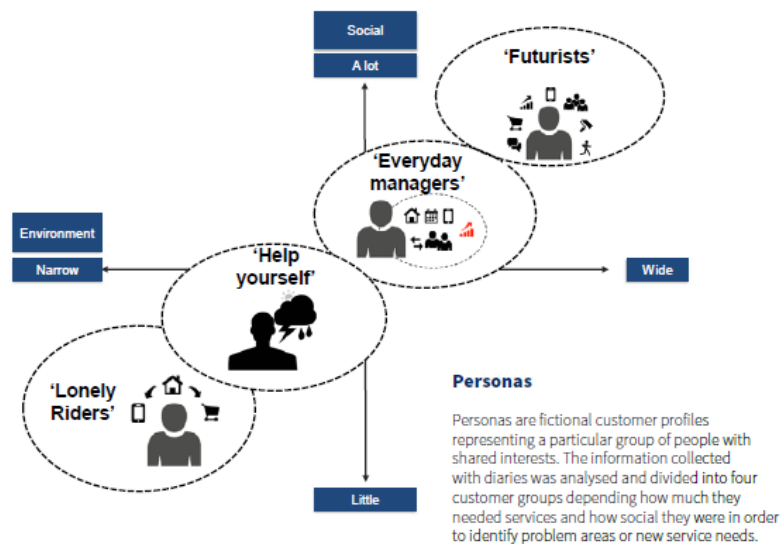 Social
A lot
‘Futurists’
‘Everyday
managers’
Environment
Narrow
‘Help
yourself’
Wide
‘Lonely
Riders’
Little
Personas
Personas are fictional customer profiles
representing a particular group of people with
shared interests. The information collected
with diaries was analysed and divided into four
customer groups depending how much they
needed services and how social they were in order
to identify problem areas or new service needs.